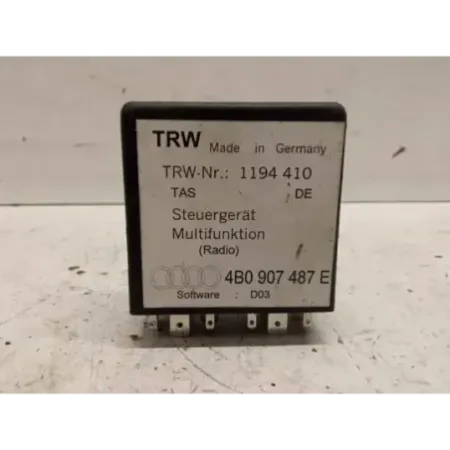 TRW Made in Germany
TRW-Nr.: 1194 410
TAS DE
Steuergerät
Multifunktion
(Radio)
4B0 907 487 E
Software : D03